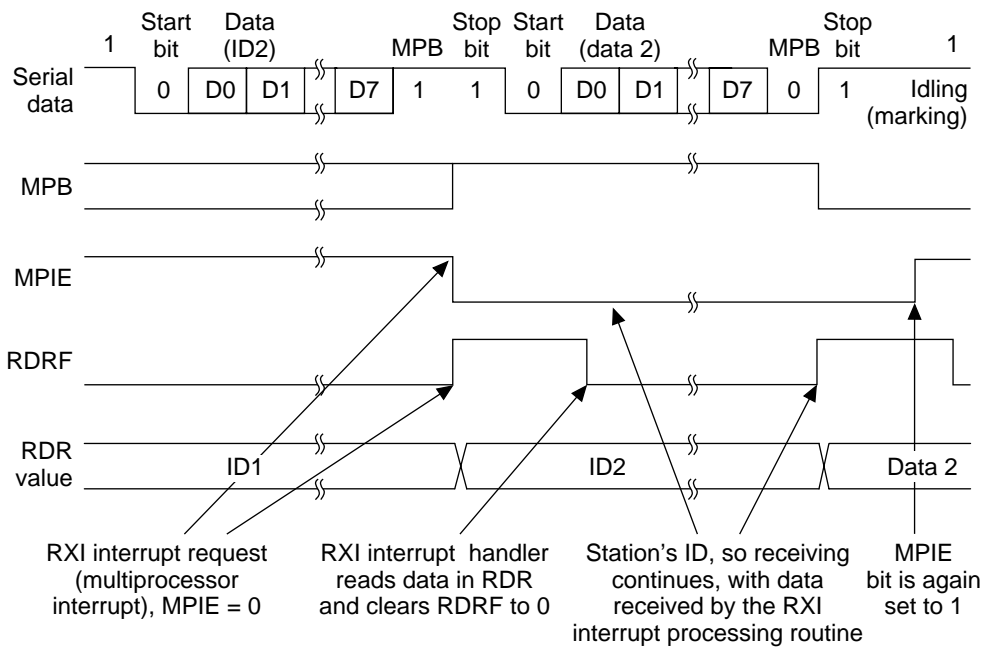 Start Data Stop Start Data Stop
1 bit (ID2) MPB bit bit (data 2) MPB bit 1
Serial data 0 D0 D1 D7 1 1 0 D0 D1 D7 0 1 Idling (marking)
MPB
MPIE
RDRF
RDR value ID1 ID2 Data 2
RXI interrupt request
(multiprocessor
interrupt), MPIE = 0
RXI interrupt handler
reads data in RDR
and clears RDRF to 0
Station's ID, so receiving
continues, with data
received by the RXI
interrupt processing routine
MPIE
bit is again
set to 1